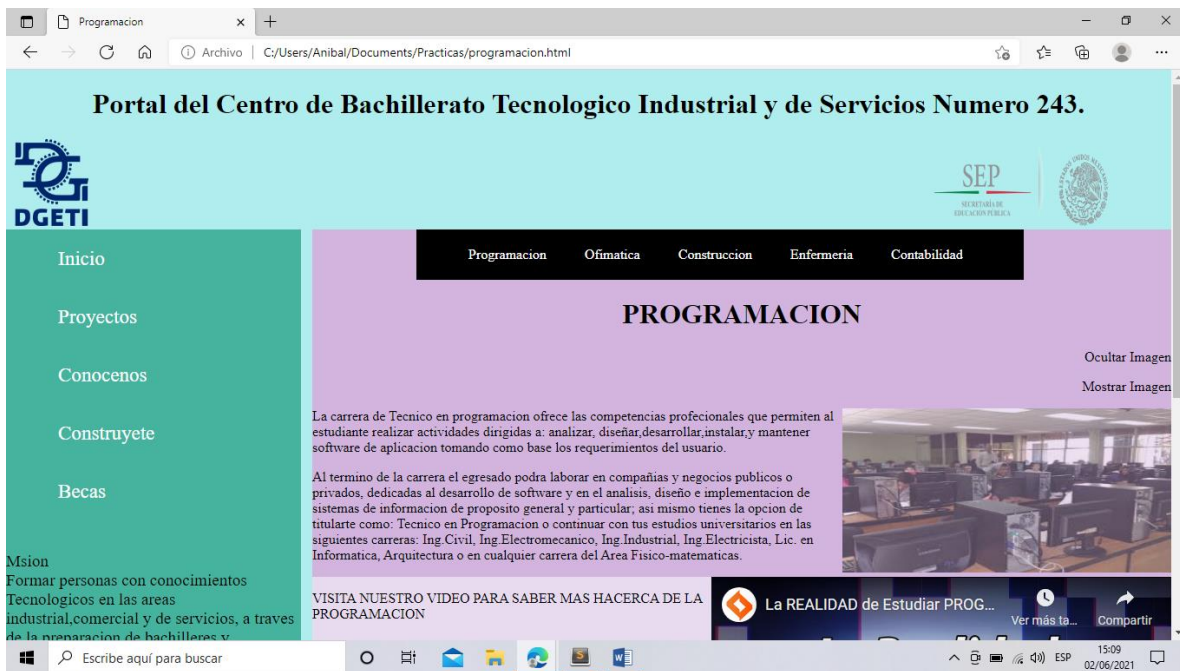 Programacion
Archivo
C:/Users/Anibal/Documents/Practicas/programacion.html
Portal del Centro de Bachillerato Tecnologico Industrial y de Servicios Numero 243.
DGETI
SEP
SECRETARÍA DE
EDUCACIÓN PÚBLICA
Inicio
Proyectos
Conocenos
Construyete
Becas
Msion
Formar personas con conocimientos
Tecnologicos en las areas
industrial,comercial y de servicios, a traves
de la preparacion de bachilleres y
Programacion Ofimatica Construccion Enfermeria Contabilidad
PROGRAMACION
Ocultar Imagen
Mostrar Imagen
La carrera de Tecnico en programacion ofrece las competencias profecionales que permiten al
estudiante realizar actividades dirigidas a: analizar, diseñar,desarrollar,instalar,y mantener
software de aplicacion tomando como base los requerimientos del usuario.
Al termino de la carrera el egresado podra laborar en compañias y negocios publicos o
privados, dedicadas al desarrollo de software y en el analisis, diseño e implementacion de
sistemas de informacion de proposito general y particular; asi mismo tienes la opcion de
titularte como: Tecnico en Programacion o continuar con tus estudios universitarios en las
siguientes carreras: Ing.Civil, Ing.Electromecanico, Ing.Industrial, Ing.Electricista, Lic. en
Informatica, Arquitectura o en cualquier carrera del Area Fisico-matematicas.
VISITA NUESTRO VIDEO PARA SABER MAS HACERCA DE LA
PROGRAMACION
La REALIDAD de Estudiar PROG...
Ver más ta...
Compartir
Escribe aquí para buscar
ESP
15:09
02/06/2021